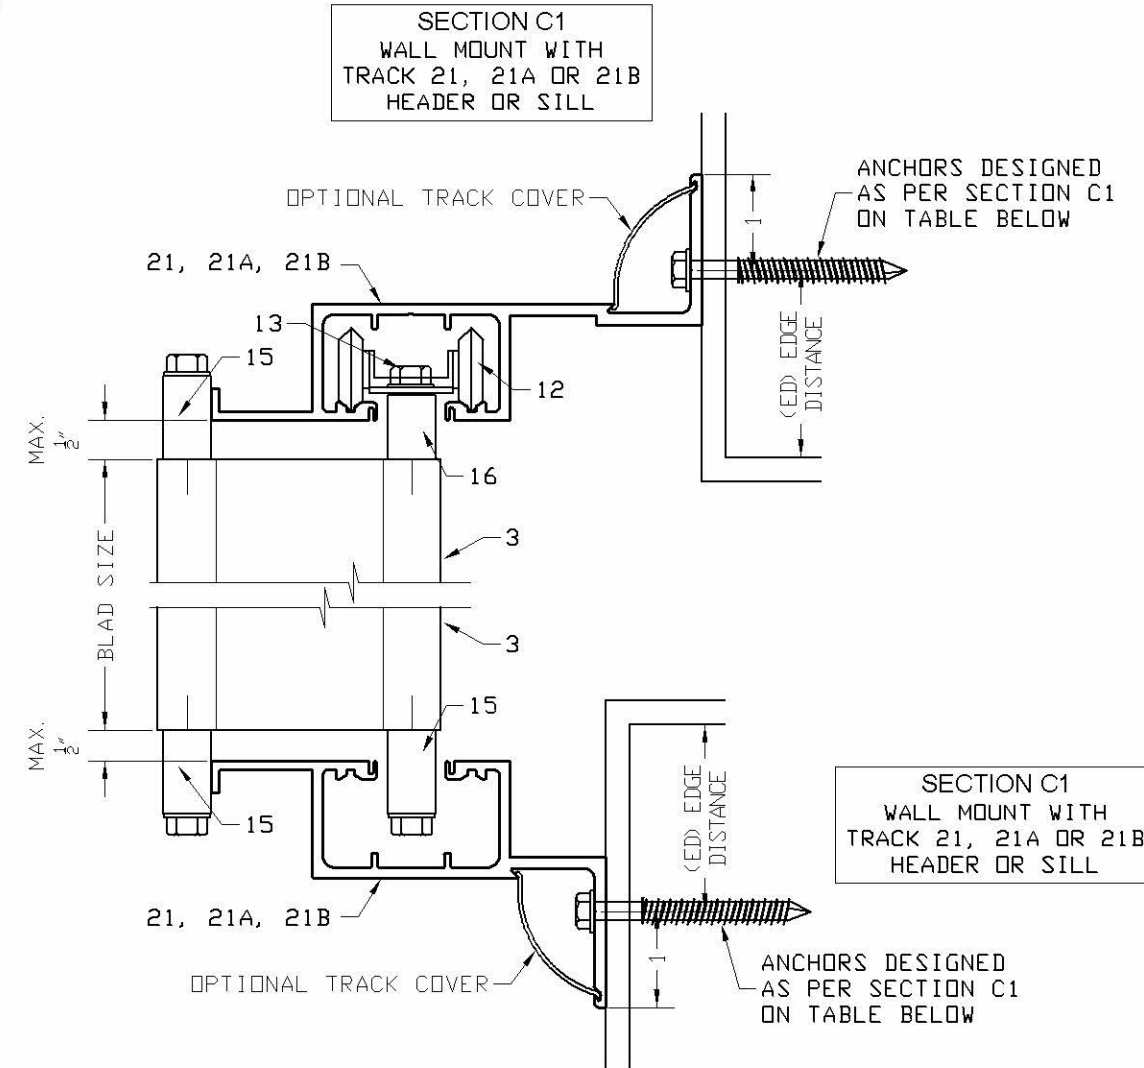 SECTION C1
WALL MOUNT WITH
TRACK 21, 21A OR 21B
HEADER OR SILL
ANCHORS DESIGNED
AS PER SECTION C1
ON TABLE BELOW
OPTIONAL TRACK COVER
1
21, 21A, 21B
13
15
12
(ED) EDGE
DISTANCE
MAX.
1/2"
16
3
BLAD SIZE
3
15
MAX.
1/2"
15
(ED) EDGE
DISTANCE
SECTION C1
WALL MOUNT WITH
TRACK 21, 21A OR 21B
HEADER OR SILL
21, 21A, 21B
1
OPTIONAL TRACK COVER
ANCHORS DESIGNED
AS PER SECTION C1
ON TABLE BELOW